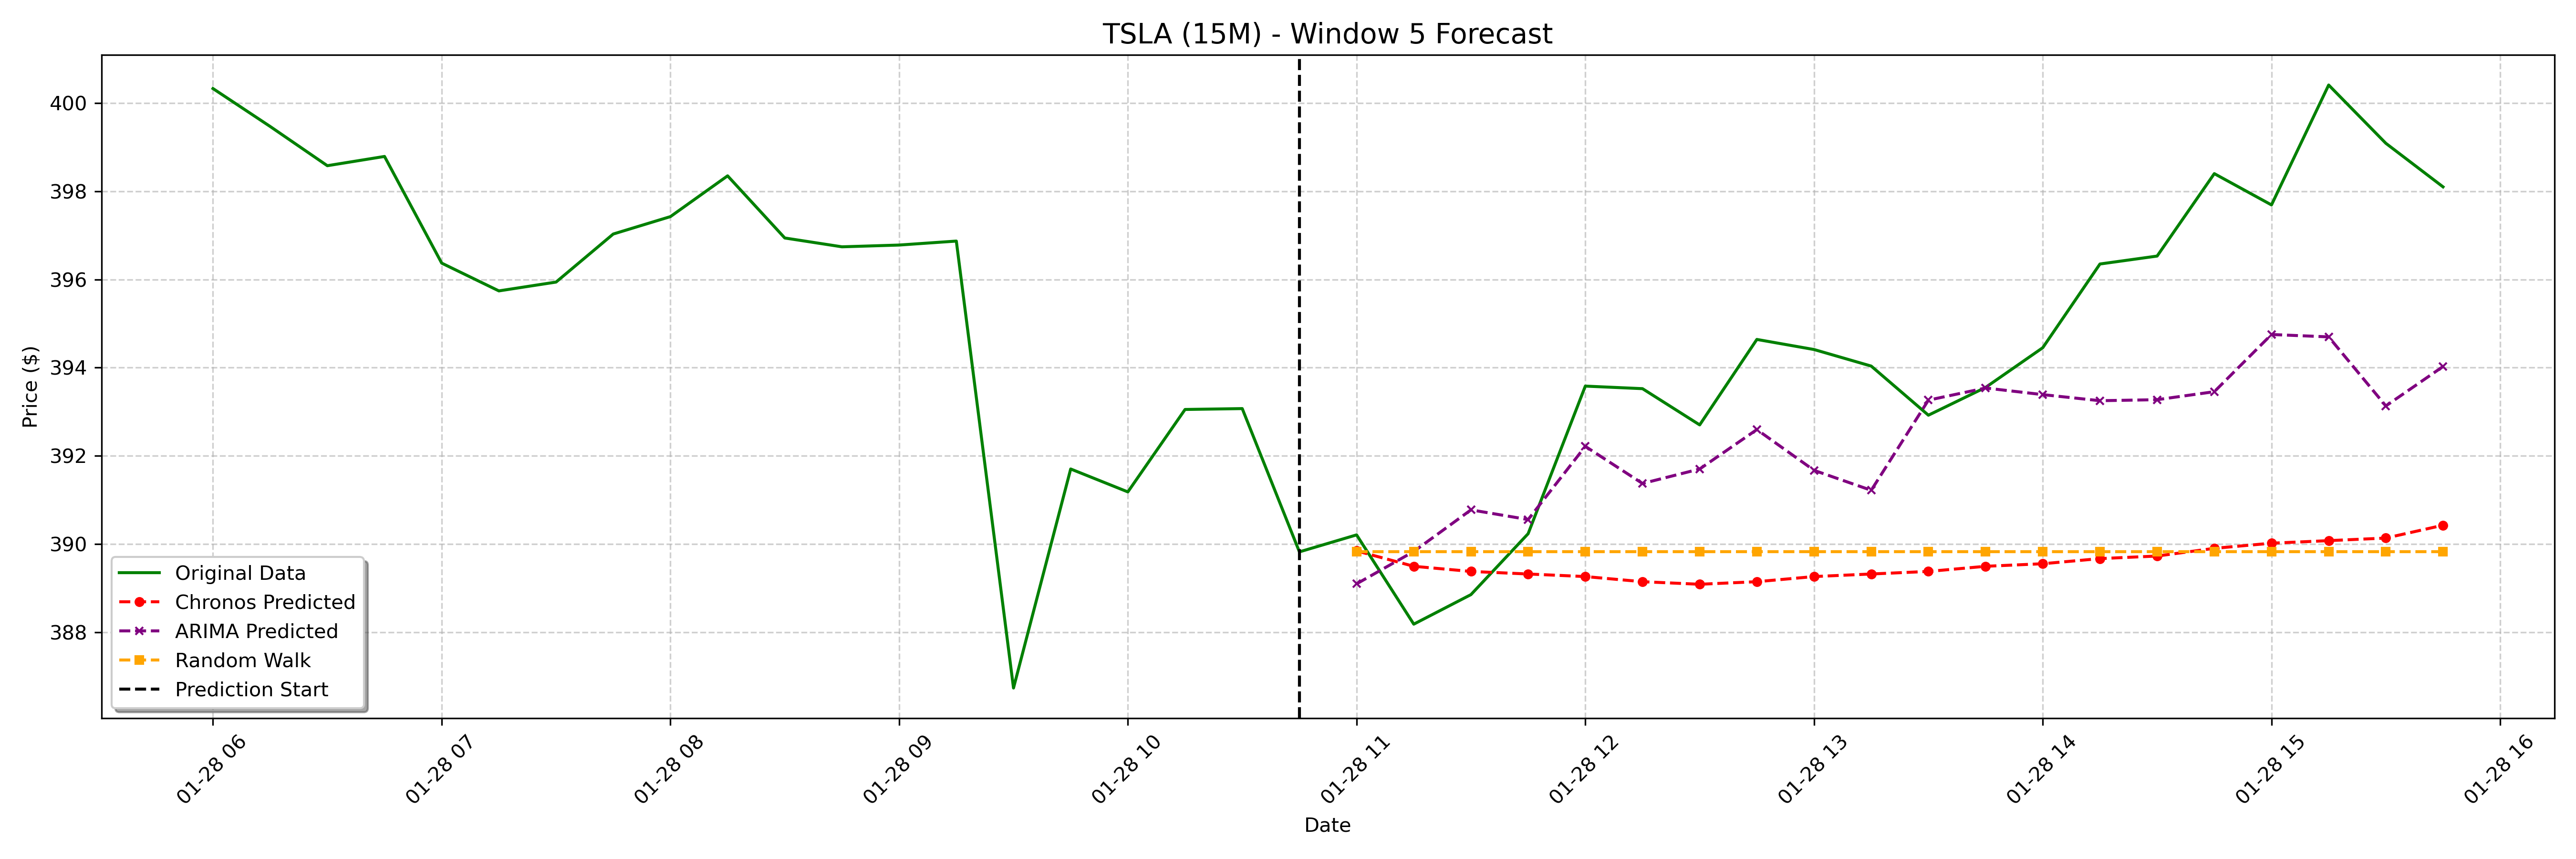 TSLA (15M) - Window 5 Forecast
Price ($)
400
398
396
394
392
390
388
Original Data
Chronos Predicted
ARIMA Predicted
Random Walk
Prediction Start
01-28 06
01-28 07
01-28 08
01-28 09
01-28 10
01-28 11
01-28 12
01-28 13
01-28 14
01-28 15
01-28 16
Date